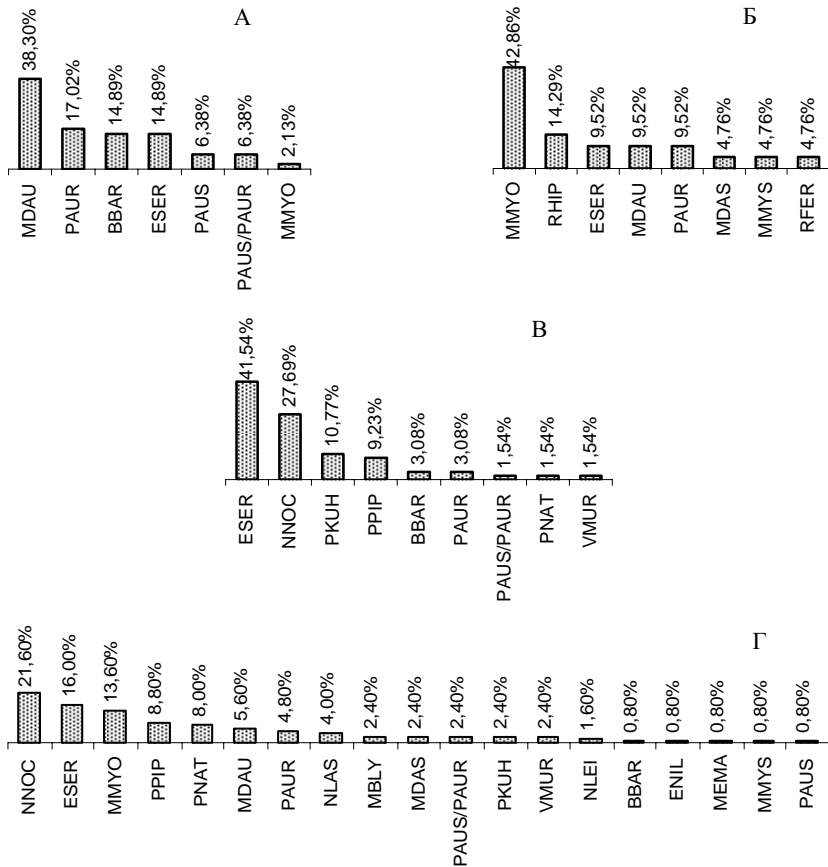 А
38,30%
17,02%
14,89%
14,89%
6,38%
6,38%
2,13%
MDAU
PAUR
BBAR
ESER
PAUS
PAUS/PAUR
MMYO
Б
42,86%
14,29%
9,52%
9,52%
9,52%
4,76%
4,76%
4,76%
MMYO
RHIP
ESER
MDAU
PAUR
MDAS
MMYS
RFER
В
41,54%
27,69%
10,77%
9,23%
3,08%
3,08%
1,54%
1,54%
1,54%
ESER
NNOC
PKUH
PPIP
BBAR
PAUR
PAUS/PAUR
PNAT
VMUR
Г
21,60%
16,00%
13,60%
8,80%
8,00%
5,60%
4,80%
4,00%
2,40%
2,40%
2,40%
2,40%
2,40%
1,60%
0,80%
0,80%
0,80%
0,80%
0,80%
NNOC
ESER
MMYO
PPIP
PNAT
MDAU
PAUR
NLAS
MBLY
MDAS
PAUS/PAUR
PKUH
VMUR
NLEI
BBAR
ENIL
MEMA
MMYS
PAUS